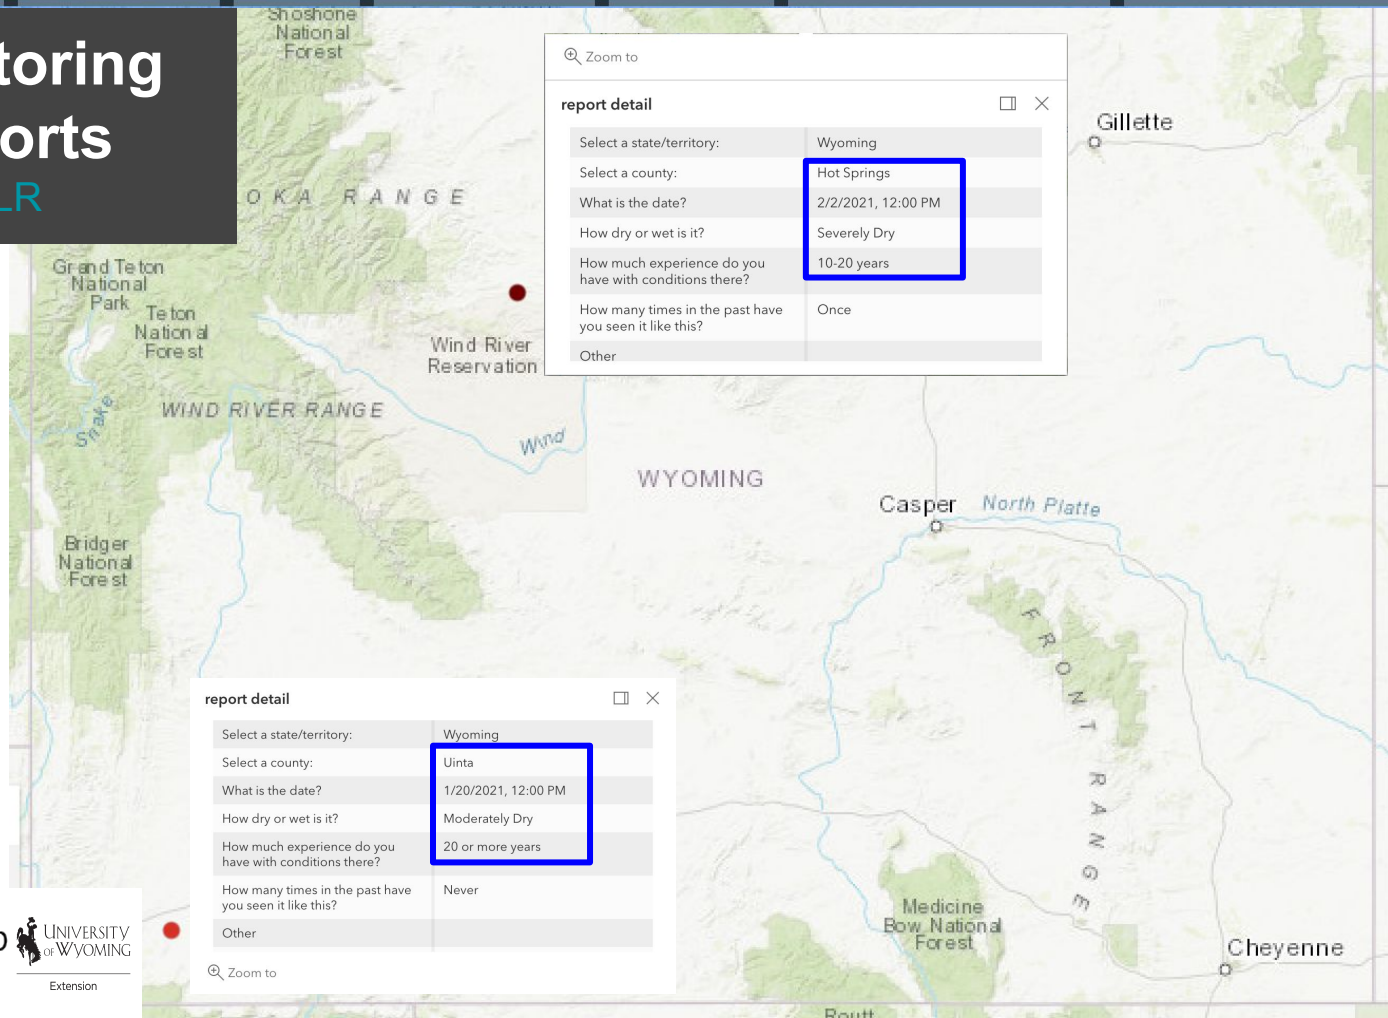 toring
orts
LR
Shoshone
National
Forest
Zoom to
report detail
Select a state/territory: Wyoming
Select a county: Hot Springs
What is the date? 2/2/2021, 12:00 PM
How dry or wet is it? Severely Dry
How much experience do you 10-20 years
have with conditions there?
How many times in the past have Once
you seen it like this?
Other
Gillette
OKA RANGE
Grand Teton
National
Park
Teton
National
Forest
Wind River
Reservation
WIND RIVER RANGE
Snake
Wind
WYOMING
Casper
North Platte
Bridger
National
Forest
FRONT RANGE
report detail
Select a state/territory: Wyoming
Select a county: Uinta
What is the date? 1/20/2021, 12:00 PM
How dry or wet is it? Moderately Dry
How much experience do you 20 or more years
have with conditions there?
How many times in the past have Never
you seen it like this?
Other
Zoom to
Medicine
Bow National
Forest
Cheyenne
UNIVERSITY
OF WYOMING
Extension
Routt